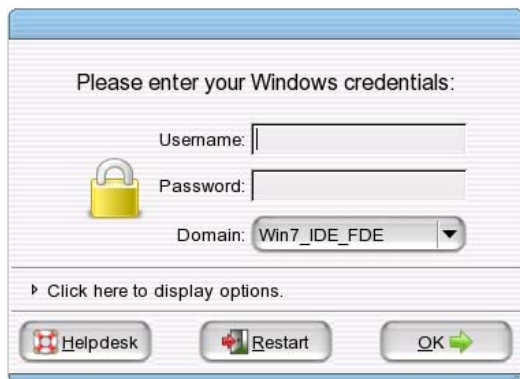 Please enter your Windows credentials:
Username:
Password:
Domain: Win7_IDE_FDE
Click here to display options.
Helpdesk
Restart
OK